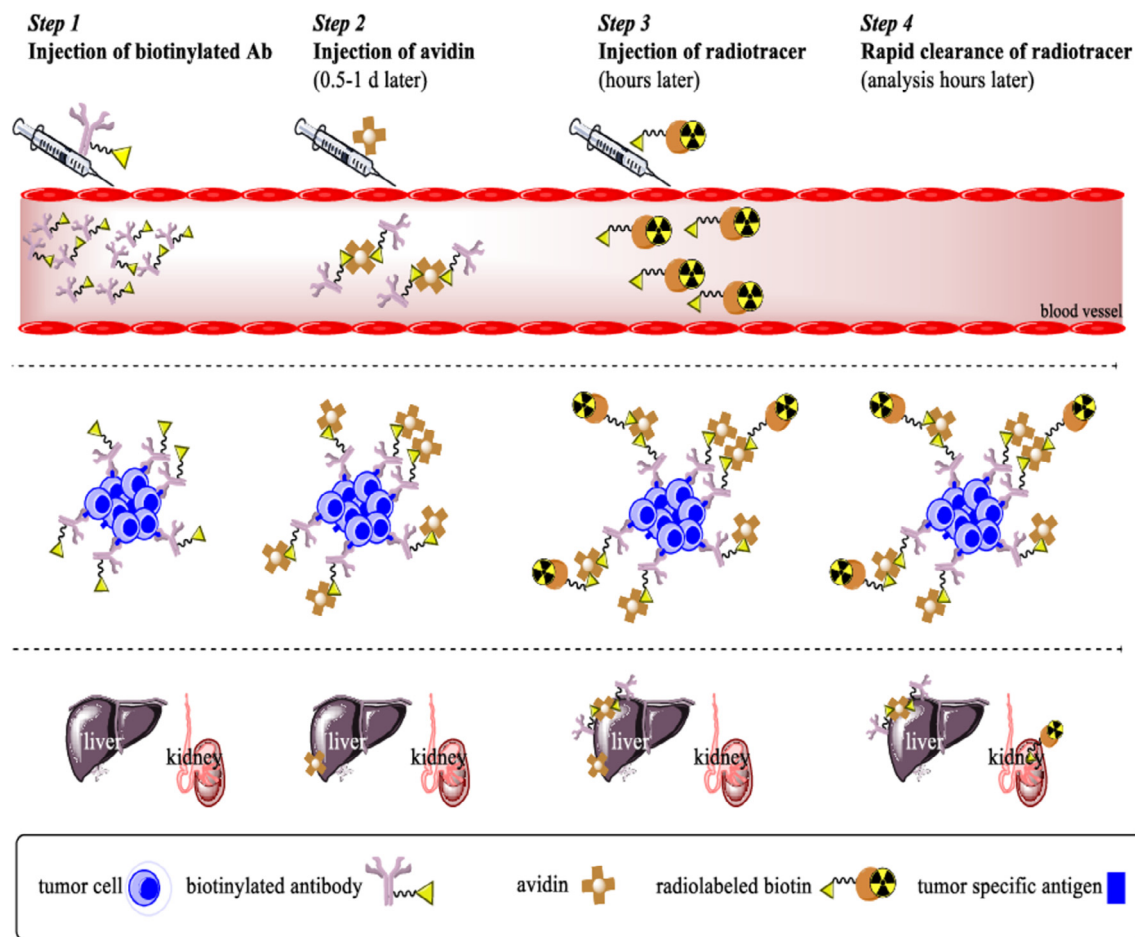 Step 1
Injection of biotinylated Ab
Step 2
Injection of avidin
(0.5-1 d later)
Step 3
Injection of radiotracer
(hours later)
Step 4
Rapid clearance of radiotracer
(analysis hours later)
blood vessel
liver
kidney
liver
kidney
liver
kidney
liver
kidney
tumor cell
biotinylated antibody
avidin
radiolabeled biotin
tumor specific antigen